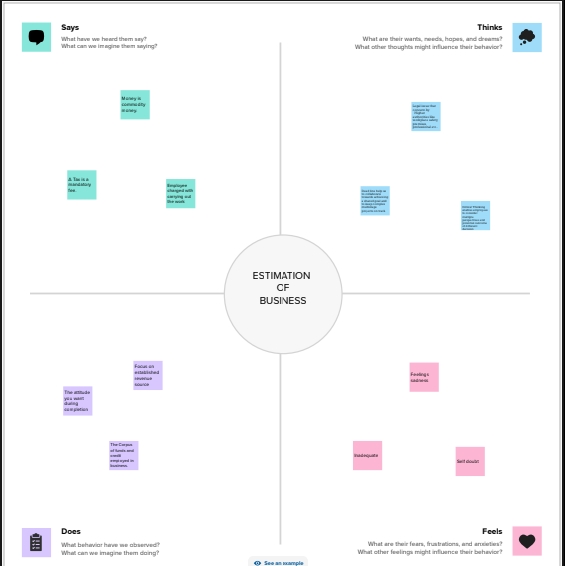 Says
What have we heard them say?
What can we imagine them saying?
Thinks
What are their wants, needs, hopes, and dreams?
What other thoughts might influence their behavior?
Money is
commodity
money.
A Tax is a
mandatory
fee
Employee
charged with
carrying out
the work
ESTIMATION
OF
BUSINESS
Focus on
established
revenue
source
The attitude
you want
during
completion
The Corpus
of funds and
credit
employed in
business.
Feelings
sadness
Inadequate
Self doubt
Does
What behavior have we observed?
What can we imagine them doing?
Feels
What are their fears, frustrations, and anxieties?
What other feelings might influence their behavior?
See an example